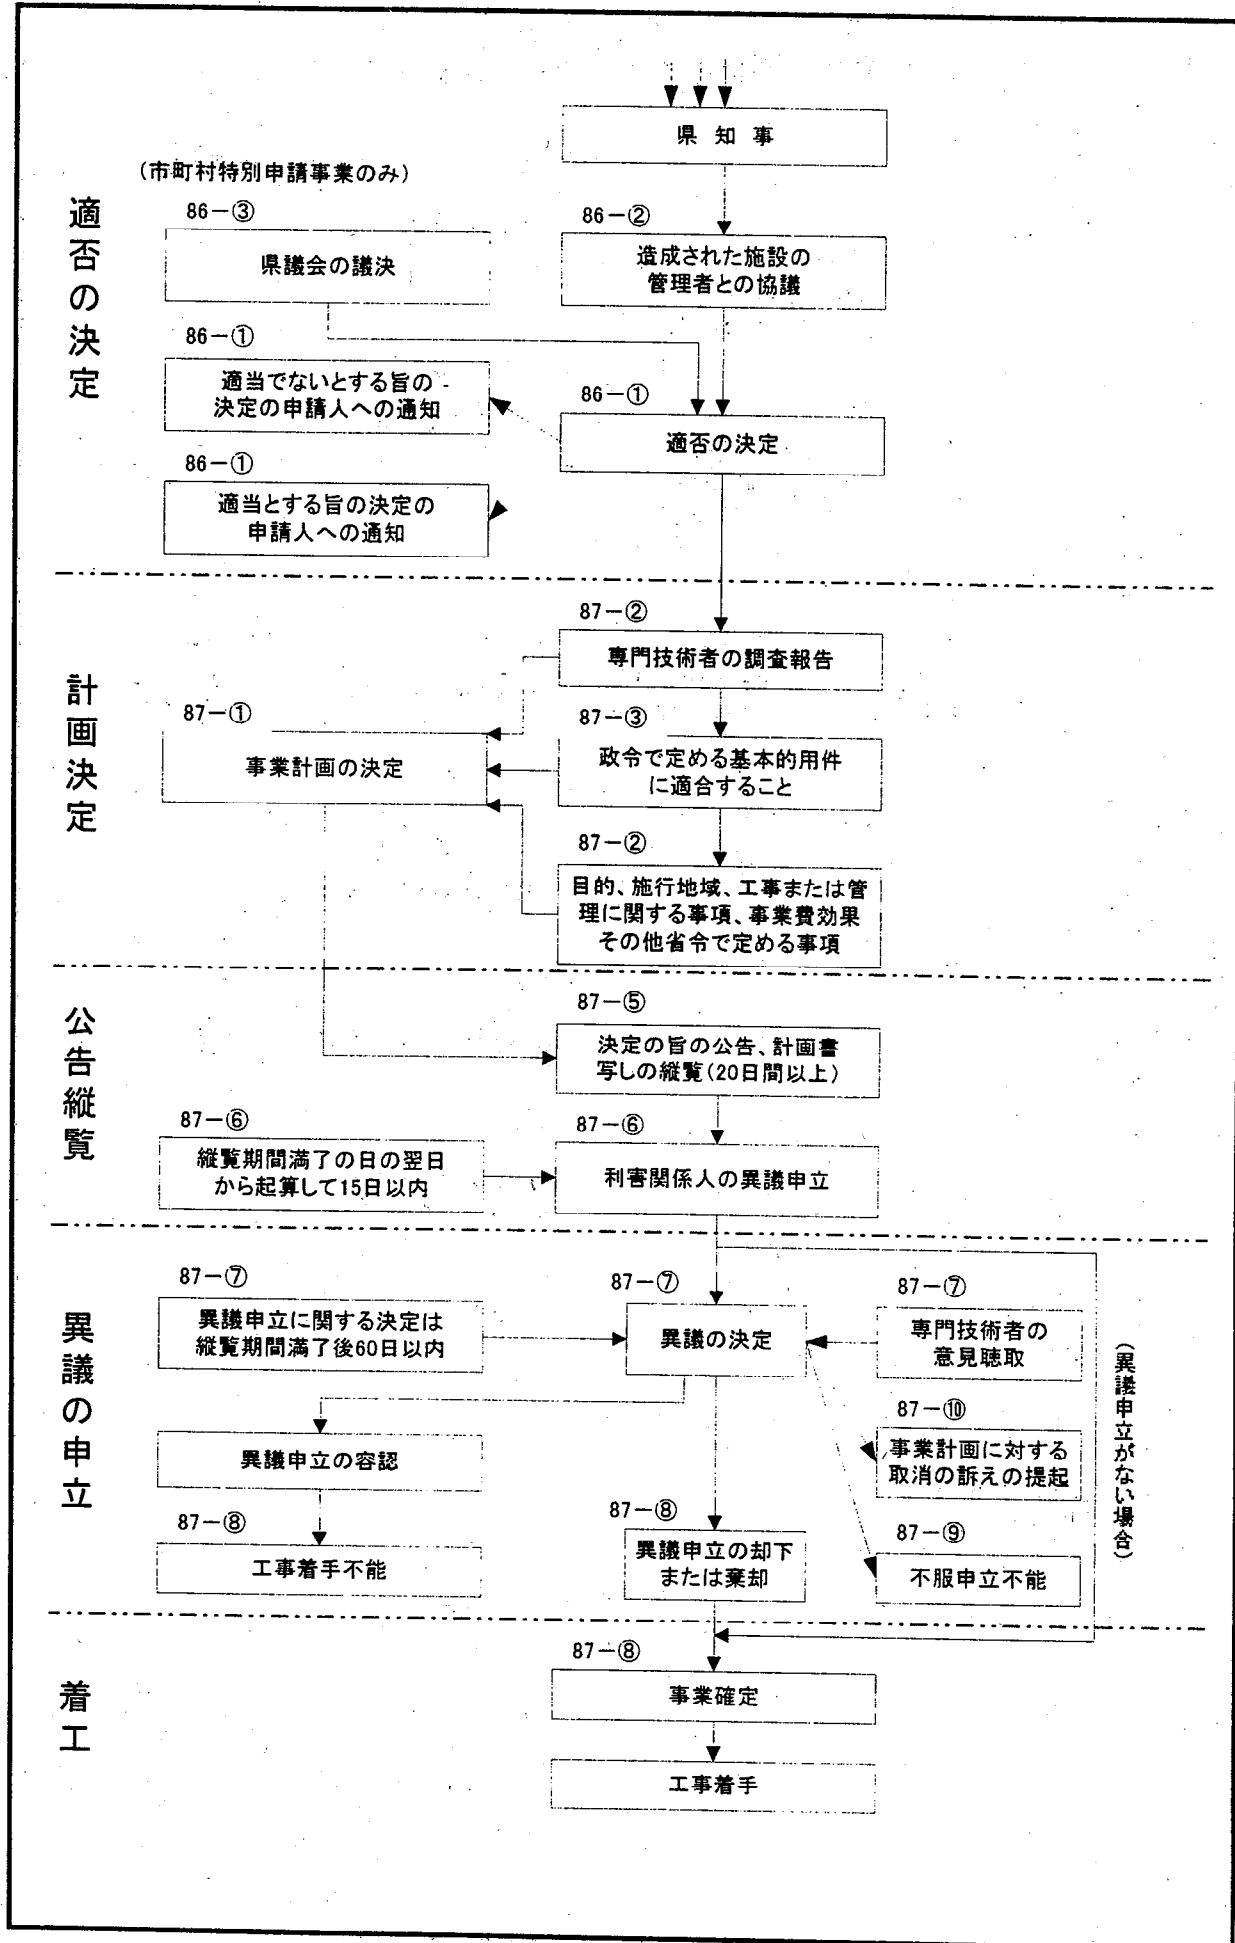 県知事
(市町村特別申請事業のみ)
適否の決定
86-③
県議会の議決
86-②
造成された施設の
管理者との協議
86-①
適当でないとする旨の
決定の申請人への通知
86-①
適否の決定
86-①
適当とする旨の決定の
申請人への通知
計画決定
87-②
専門技術者の調査報告
87-①
事業計画の決定
87-③
政令で定める基本的用件
に適合すること
87-②
目的、施行地域、工事または管
理に関する事項、事業費効果
その他省令で定める事項
公告縦覧
87-⑤
決定の旨の公告、計画書
写しの縦覧(20日間以上)
87-⑥
縦覧期間満了の日の翌日
から起算して15日以内
87-⑥
利害関係人の異議申立
異議の申立
87-⑦
異議申立に関する決定は
縦覧期間満了後60日以内
87-⑦
異議の決定
87-⑦
専門技術者の
意見聴取
(異議申立がない場合)
87-⑩
事業計画に対する
取消の訴えの提起
異議申立の容認
87-⑧
工事着手不能
87-⑧
異議申立の却下
または棄却
87-⑨
不服申立不能
着工
87-⑧
事業確定
工事着手